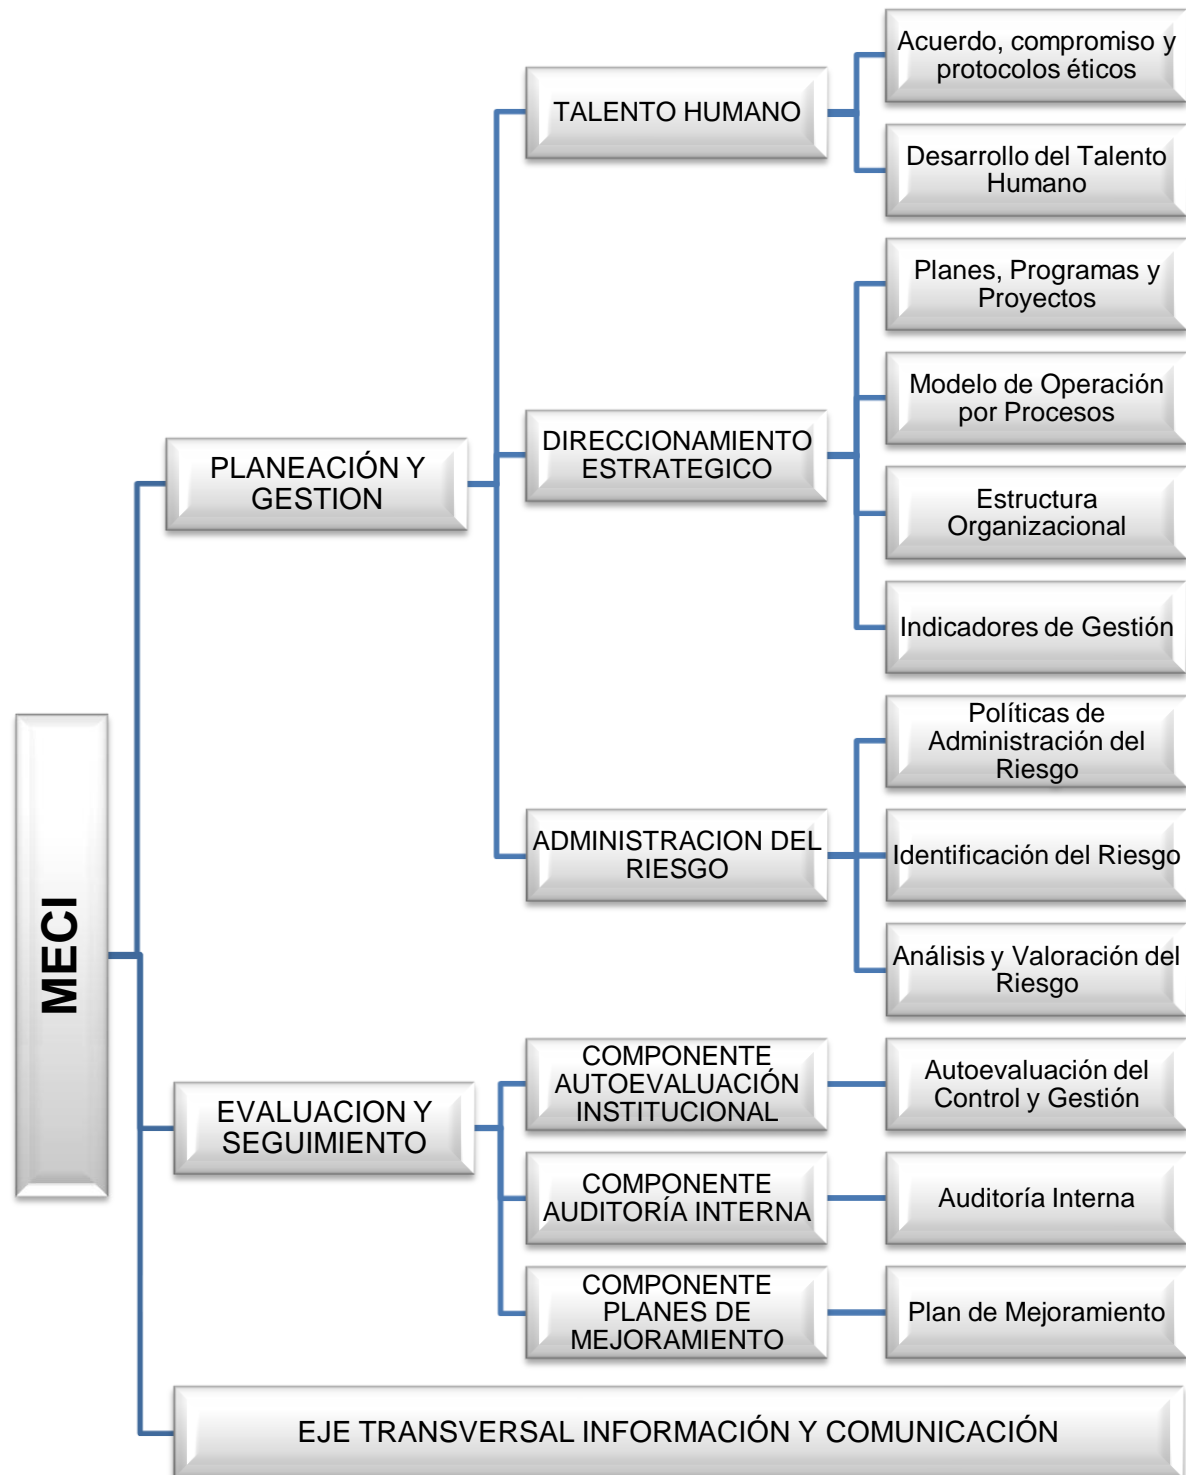 MECI
PLANEACIÓN Y
GESTION
TALENTO HUMANO
Acuerdo, compromiso y
protocolos éticos
Desarrollo del Talento
Humano
DIRECCIONAMIENTO
ESTRATEGICO
Planes, Programas y
Proyectos
Modelo de Operación
por Procesos
Estructura
Organizacional
Indicadores de Gestión
ADMINISTRACION DEL
RIESGO
Políticas de
Administración del
Riesgo
Identificación del Riesgo
Análisis y Valoración del
Riesgo
EVALUACION Y
SEGUIMIENTO
COMPONENTE
AUTOEVALUACIÓN
INSTITUCIONAL
Autoevaluación del
Control y Gestión
COMPONENTE
AUDITORÍA INTERNA
Auditoría Interna
COMPONENTE
PLANES DE
MEJORAMIENTO
Plan de Mejoramiento
EJE TRANSVERSAL INFORMACIÓN Y COMUNICACIÓN